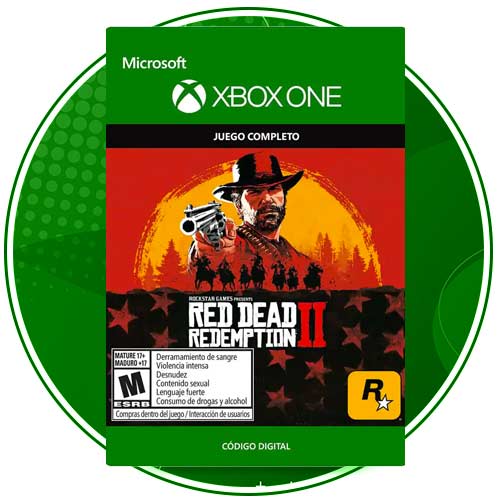 Microsoft
XBOX ONE
JUEGO COMPLETO
ROCKSTAR GAMES PRESENTS
RED DEAD
REDEMPTION II
MATURE 17+
MADURO +17
M
ESRB
Derramamiento de sangre
Violencia intensa
Desnudez
Contenido sexual
Lenguaje fuerte
Consumo de drogas y alcohol
Compras dentro del juego / Interacción de usuarios
R
CÓDIGO DIGITAL